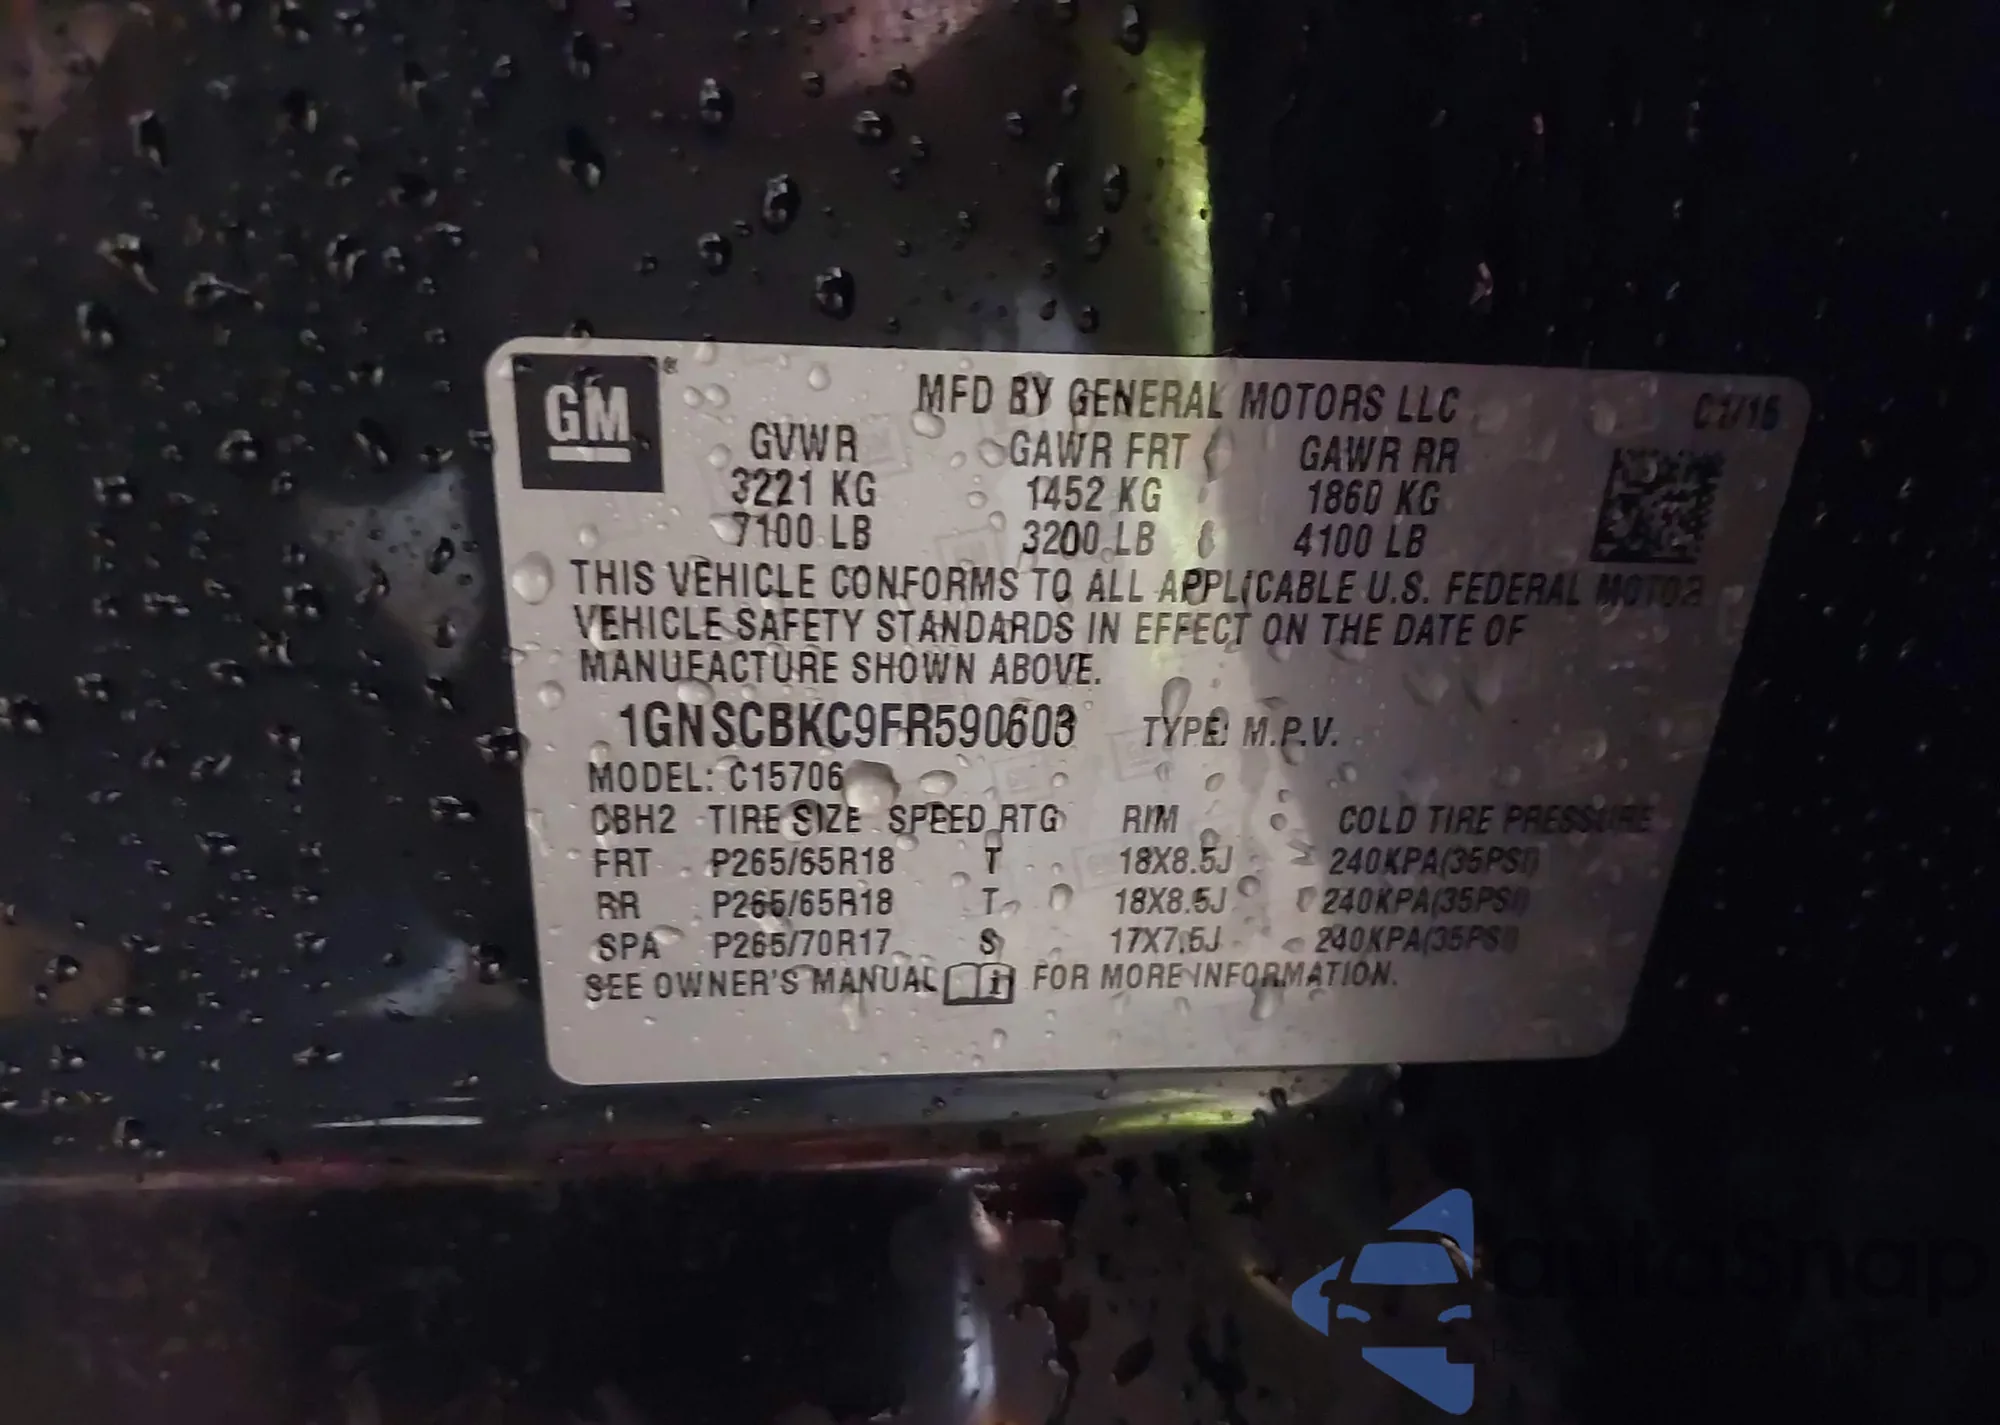 GM ®
MFD BY GENERAL MOTORS LLC
GVWR GAWR FRT GAWR RR
3221 KG 1452 KG 1860 KG
7100 LB 3200 LB 4100 LB
THIS VEHICLE CONFORMS TO ALL APPLICABLE U.S. FEDERAL MOTOR
VEHICLE SAFETY STANDARDS IN EFFECT ON THE DATE OF
MANUFACTURE SHOWN ABOVE.
1GNSCBKC9FR590603 TYPE: M.P.V.
MODEL: C15706
CBH2 TIRE SIZE SPEED RTG RIM COLD TIRE PRESSURE
FRT P265/65R18 T 18X8.5J 240KPA(35PSI)
RR P265/65R18 T 18X8.5J 240KPA(35PSI)
SPA P265/70R17 S 17X7.5J 240KPA(35PSI)
SEE OWNER'S MANUAL i FOR MORE INFORMATION.
autosnap